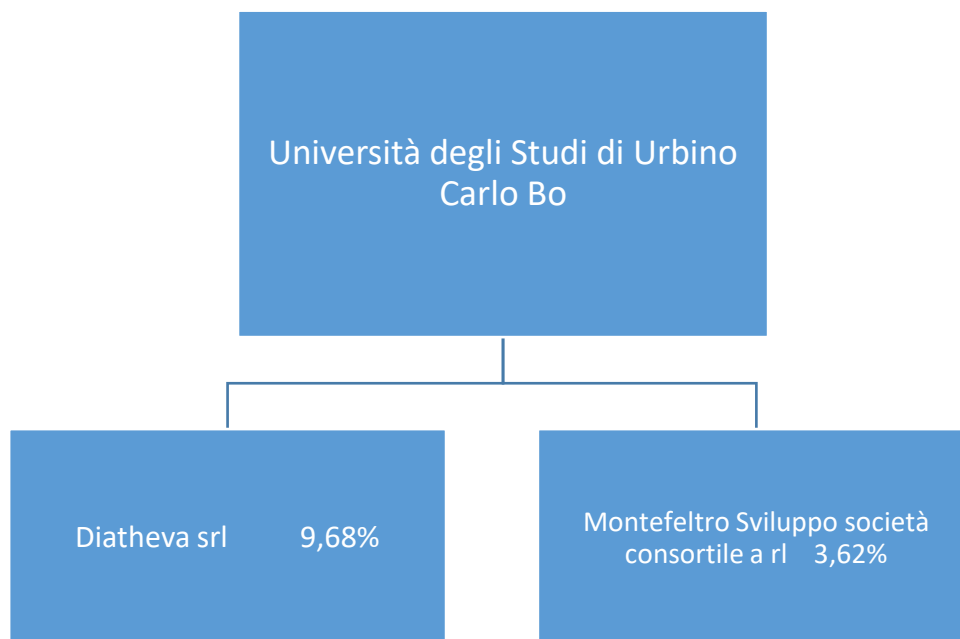 Università degli Studi di Urbino
Carlo Bo
Diatheva srl 9,68%
Montefeltro Sviluppo società
consortile a rl 3,62%